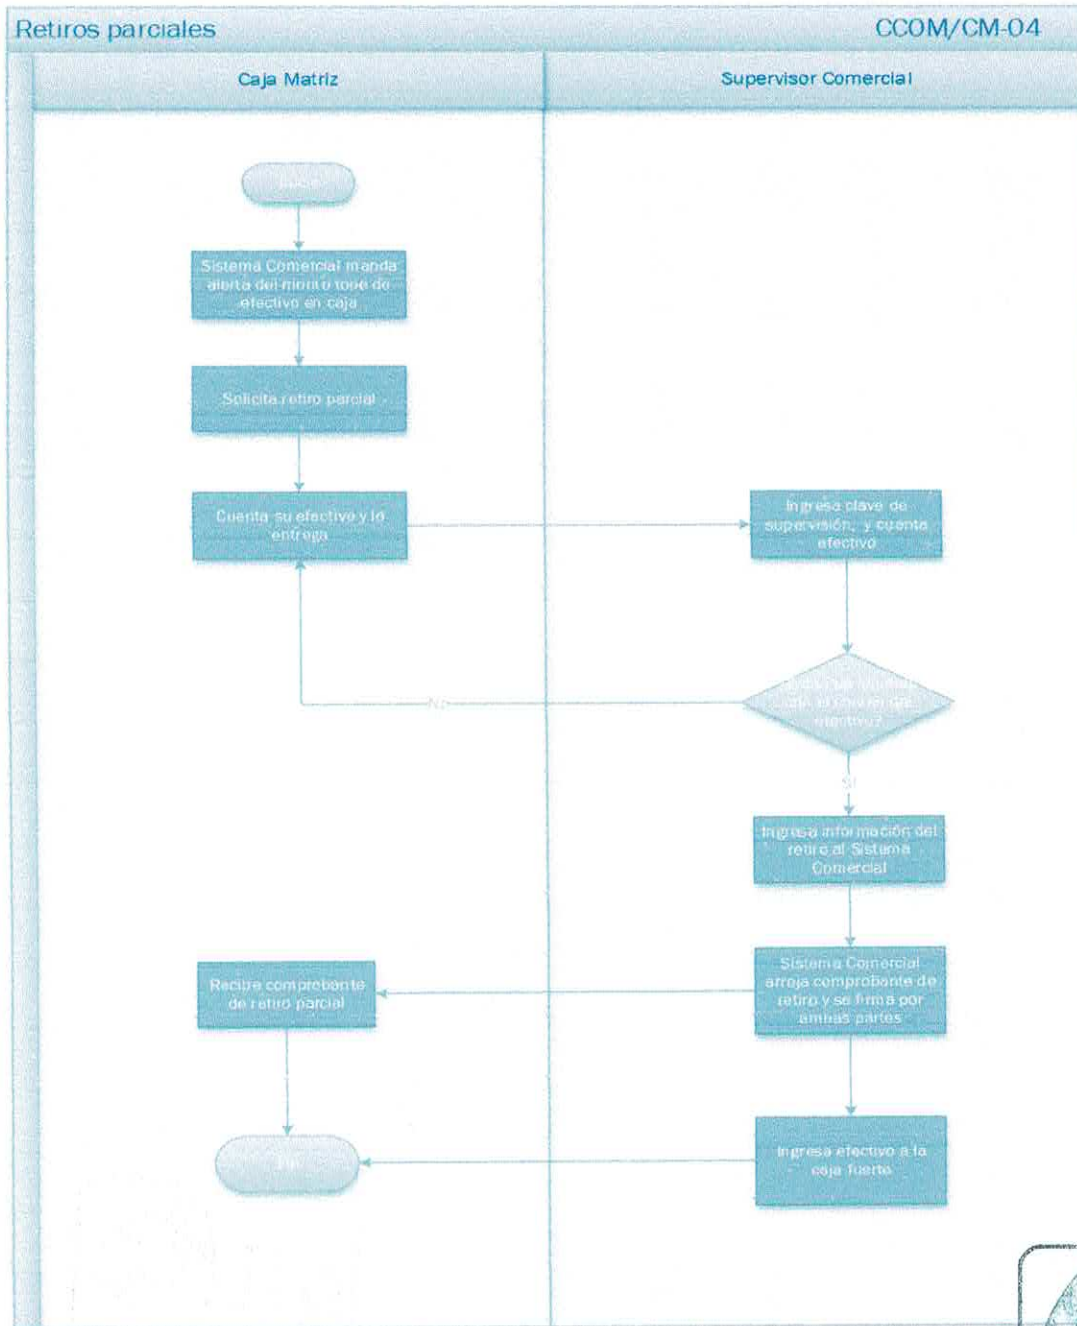 Retiros parciales
CCOM/CM-04
Caja Matriz
Supervisor Comercial
Sistema Comercial manda
alerta del monto tope de
efectivo en caja
Solicita retiro parcial
Cuenta su efectivo y lo
entrega
Ingresa clave de
supervisión, y cuenta
efectivo
No
efectivo?
Si
Ingresa información del
retiro al Sistema
Comercial
Sistema Comercial
arroja comprobante de
retiro y se firma por
ambas partes
Recibe comprobante
de retiro parcial
Ingresa efectivo a la
caja fuerte
Fin